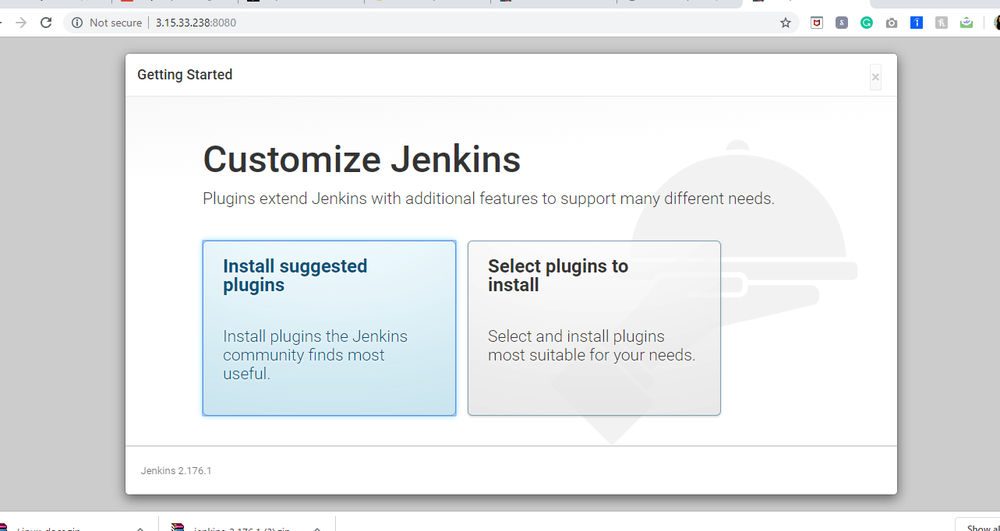 Not secure
3.15.33.238:8080
Getting Started
×
Customize Jenkins
Plugins extend Jenkins with additional features to support many different needs.
Install suggested
plugins
Install plugins the Jenkins
community finds most
useful.
Select plugins to
install
Select and install plugins
most suitable for your needs.
Jenkins 2.176.1
Show al